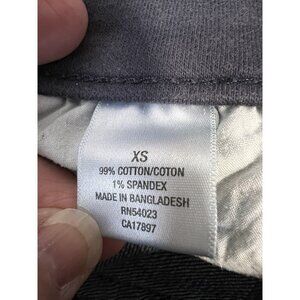 XS
99% COTTON/COTON
1% SPANDEX
MADE IN BANGLADESH
RN54023
CA17897